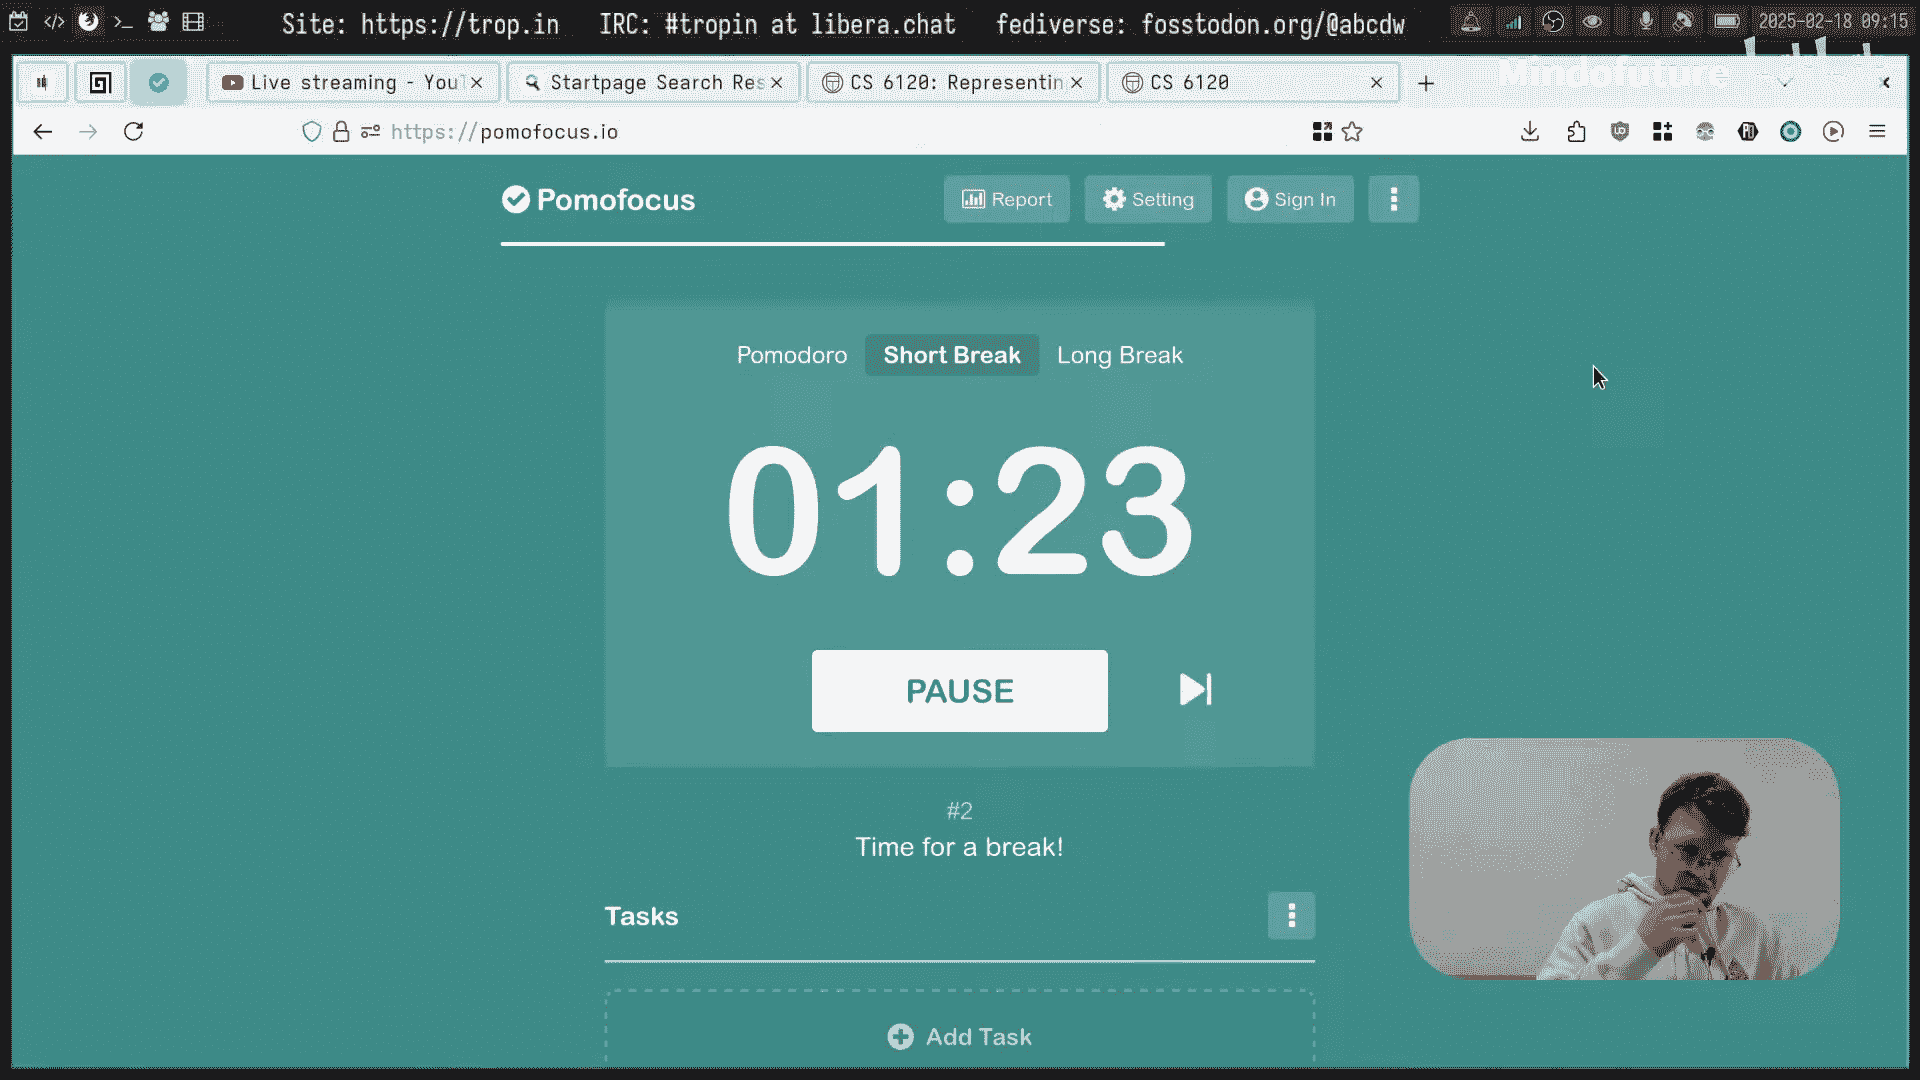 Site: https://trop.in IRC: #tropin at libera.chat fediverse: fosstodon.org/@abcdw
2025-02-18 09:15
Live streaming - You
Startpage Search Res
CS 6120: Representin
CS 6120
Mindofuture
https://pomofocus.io
Pomofocus
Report
Setting
Sign In
Pomodoro
Short Break
Long Break
01:23
PAUSE
#2
Time for a break!
Tasks
Add Task